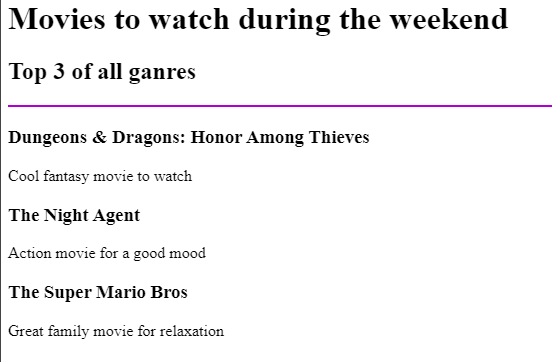 Movies to watch during the weekend
Top 3 of all ganres
Dungeons & Dragons: Honor Among Thieves
Cool fantasy movie to watch
The Night Agent
Action movie for a good mood
The Super Mario Bros
Great family movie for relaxation